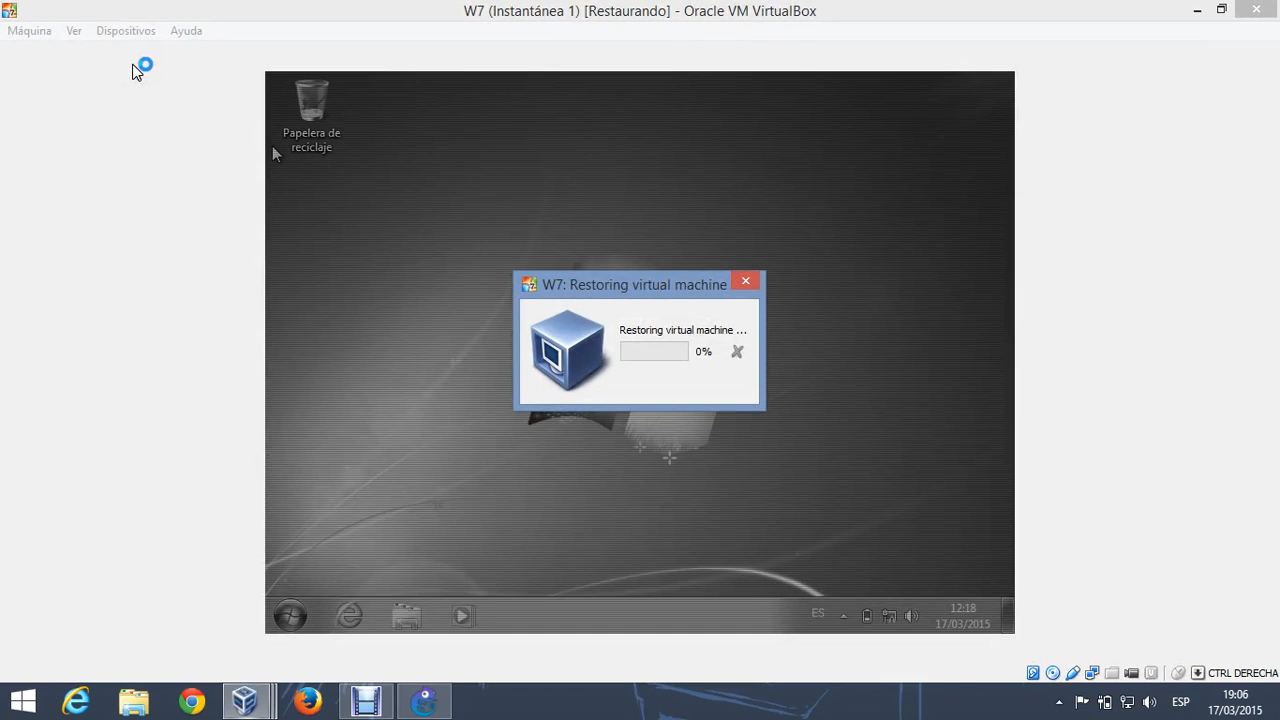 W7 (Instantánea 1) [Restaurando] - Oracle VM VirtualBox
Máquina Ver Dispositivos Ayuda
Papelera de
reciclaje
W7: Restoring virtual machine
Restoring virtual machine ...
0%
ES
12:18
17/03/2015
CTRL DERECHA
ESP
19:06
17/03/2015